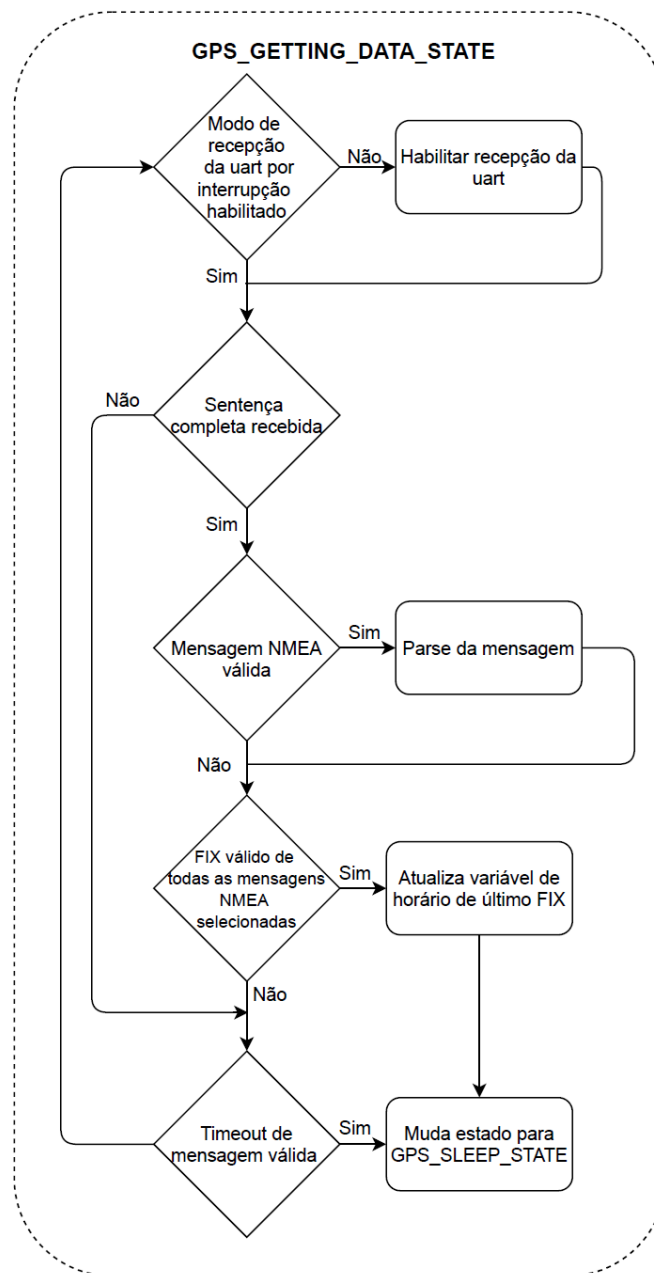 GPS_GETTING_DATA_STATE
Modo de
recepção
da uart por
interrupção
habilitado
Não
Habilitar recepção da
uart
Sim
Não
Sentença
completa recebida
Sim
Mensagem NMEA
válida
Sim
Parse da mensagem
Não
FIX válido de
todas as mensagens
NMEA
selecionadas
Sim
Atualiza variável de
horário de último FIX
Não
Timeout de
mensagem válida
Sim
Muda estado para
GPS_SLEEP_STATE